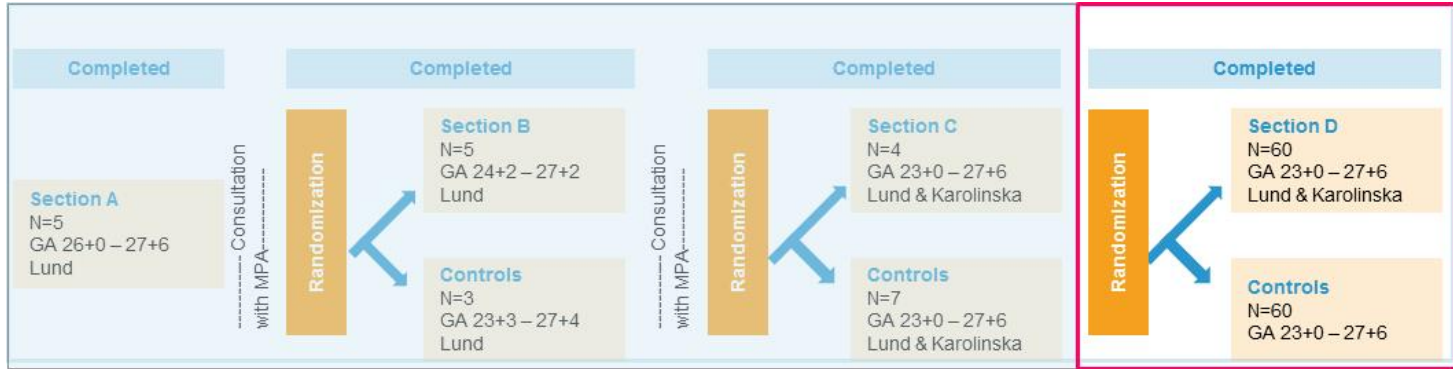 Completed
Section A
N=5
GA 26+0 – 27+6
Lund
-------- Consultation
with MPA-----------
Completed
Randomization
Section B
N=5
GA 24+2 – 27+2
Lund
Controls
N=3
GA 23+3 – 27+4
Lund
-------- Consultation
with MPA-----------
Completed
Randomization
Section C
N=4
GA 23+0 – 27+6
Lund & Karolinska
Controls
N=7
GA 23+0 – 27+6
Lund & Karolinska
Completed
Randomization
Section D
N=60
GA 23+0 – 27+6
Lund & Karolinska
Controls
N=60
GA 23+0 – 27+6